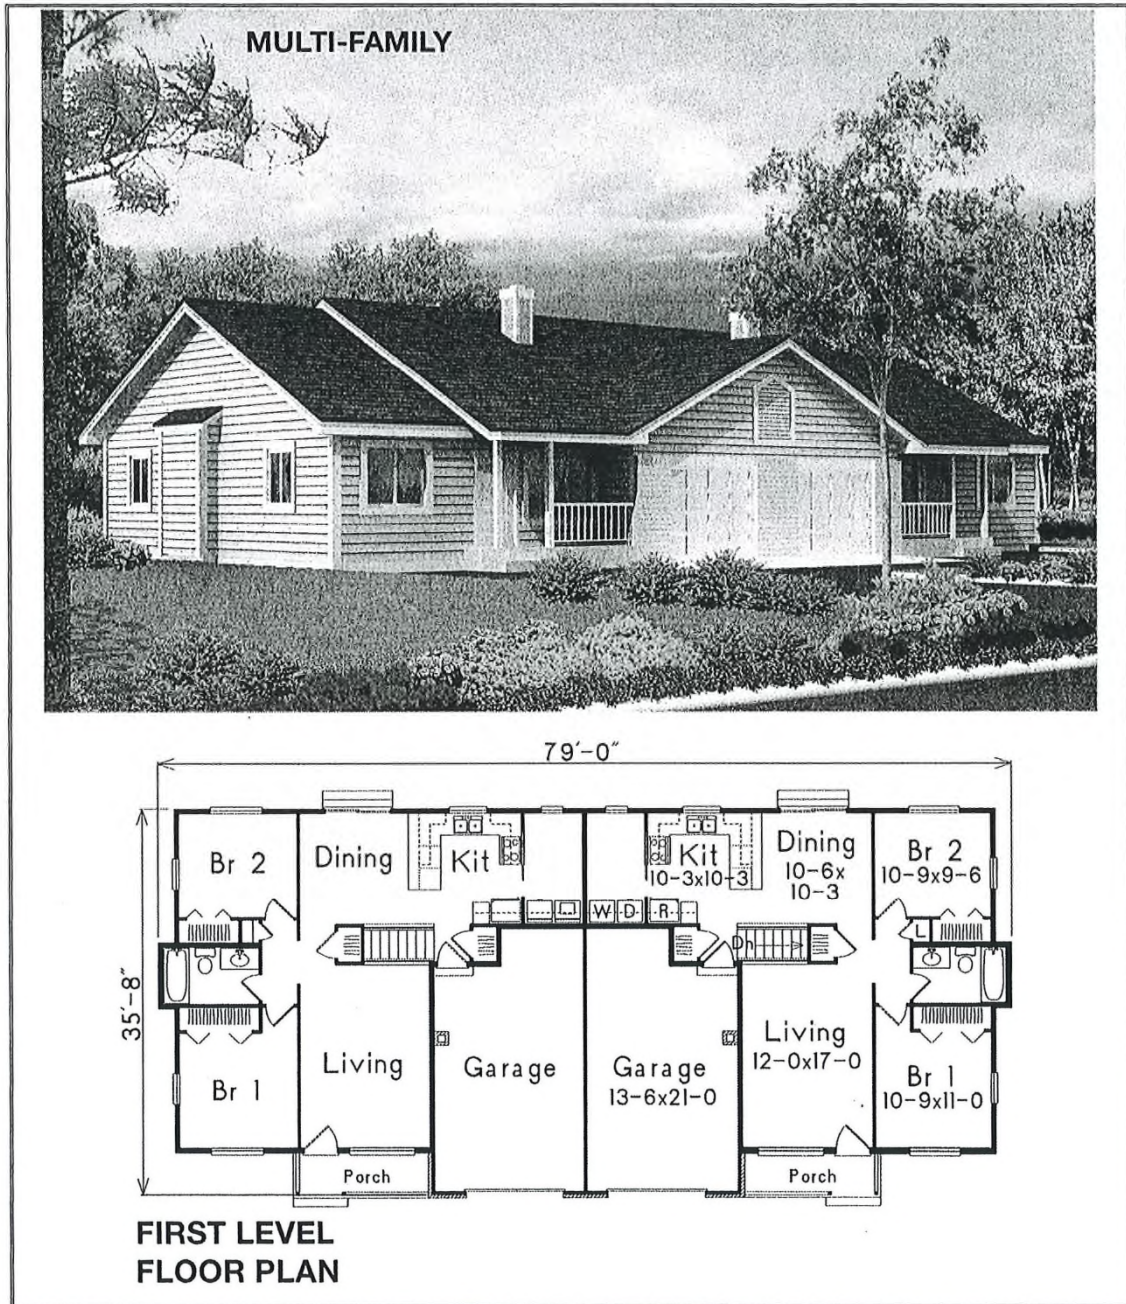 MULTI-FAMILY
79'-0"
35'-8"
Br 2
Dining
Kit
Kit
10-3x10-3
Dining
10-6x
10-3
Br 2
10-9x9-6
W D R
Dn
L
Br 1
Living
Garage
Garage
13-6x21-0
Living
12-0x17-0
Br 1
10-9x11-0
Porch
Porch
FIRST LEVEL
FLOOR PLAN